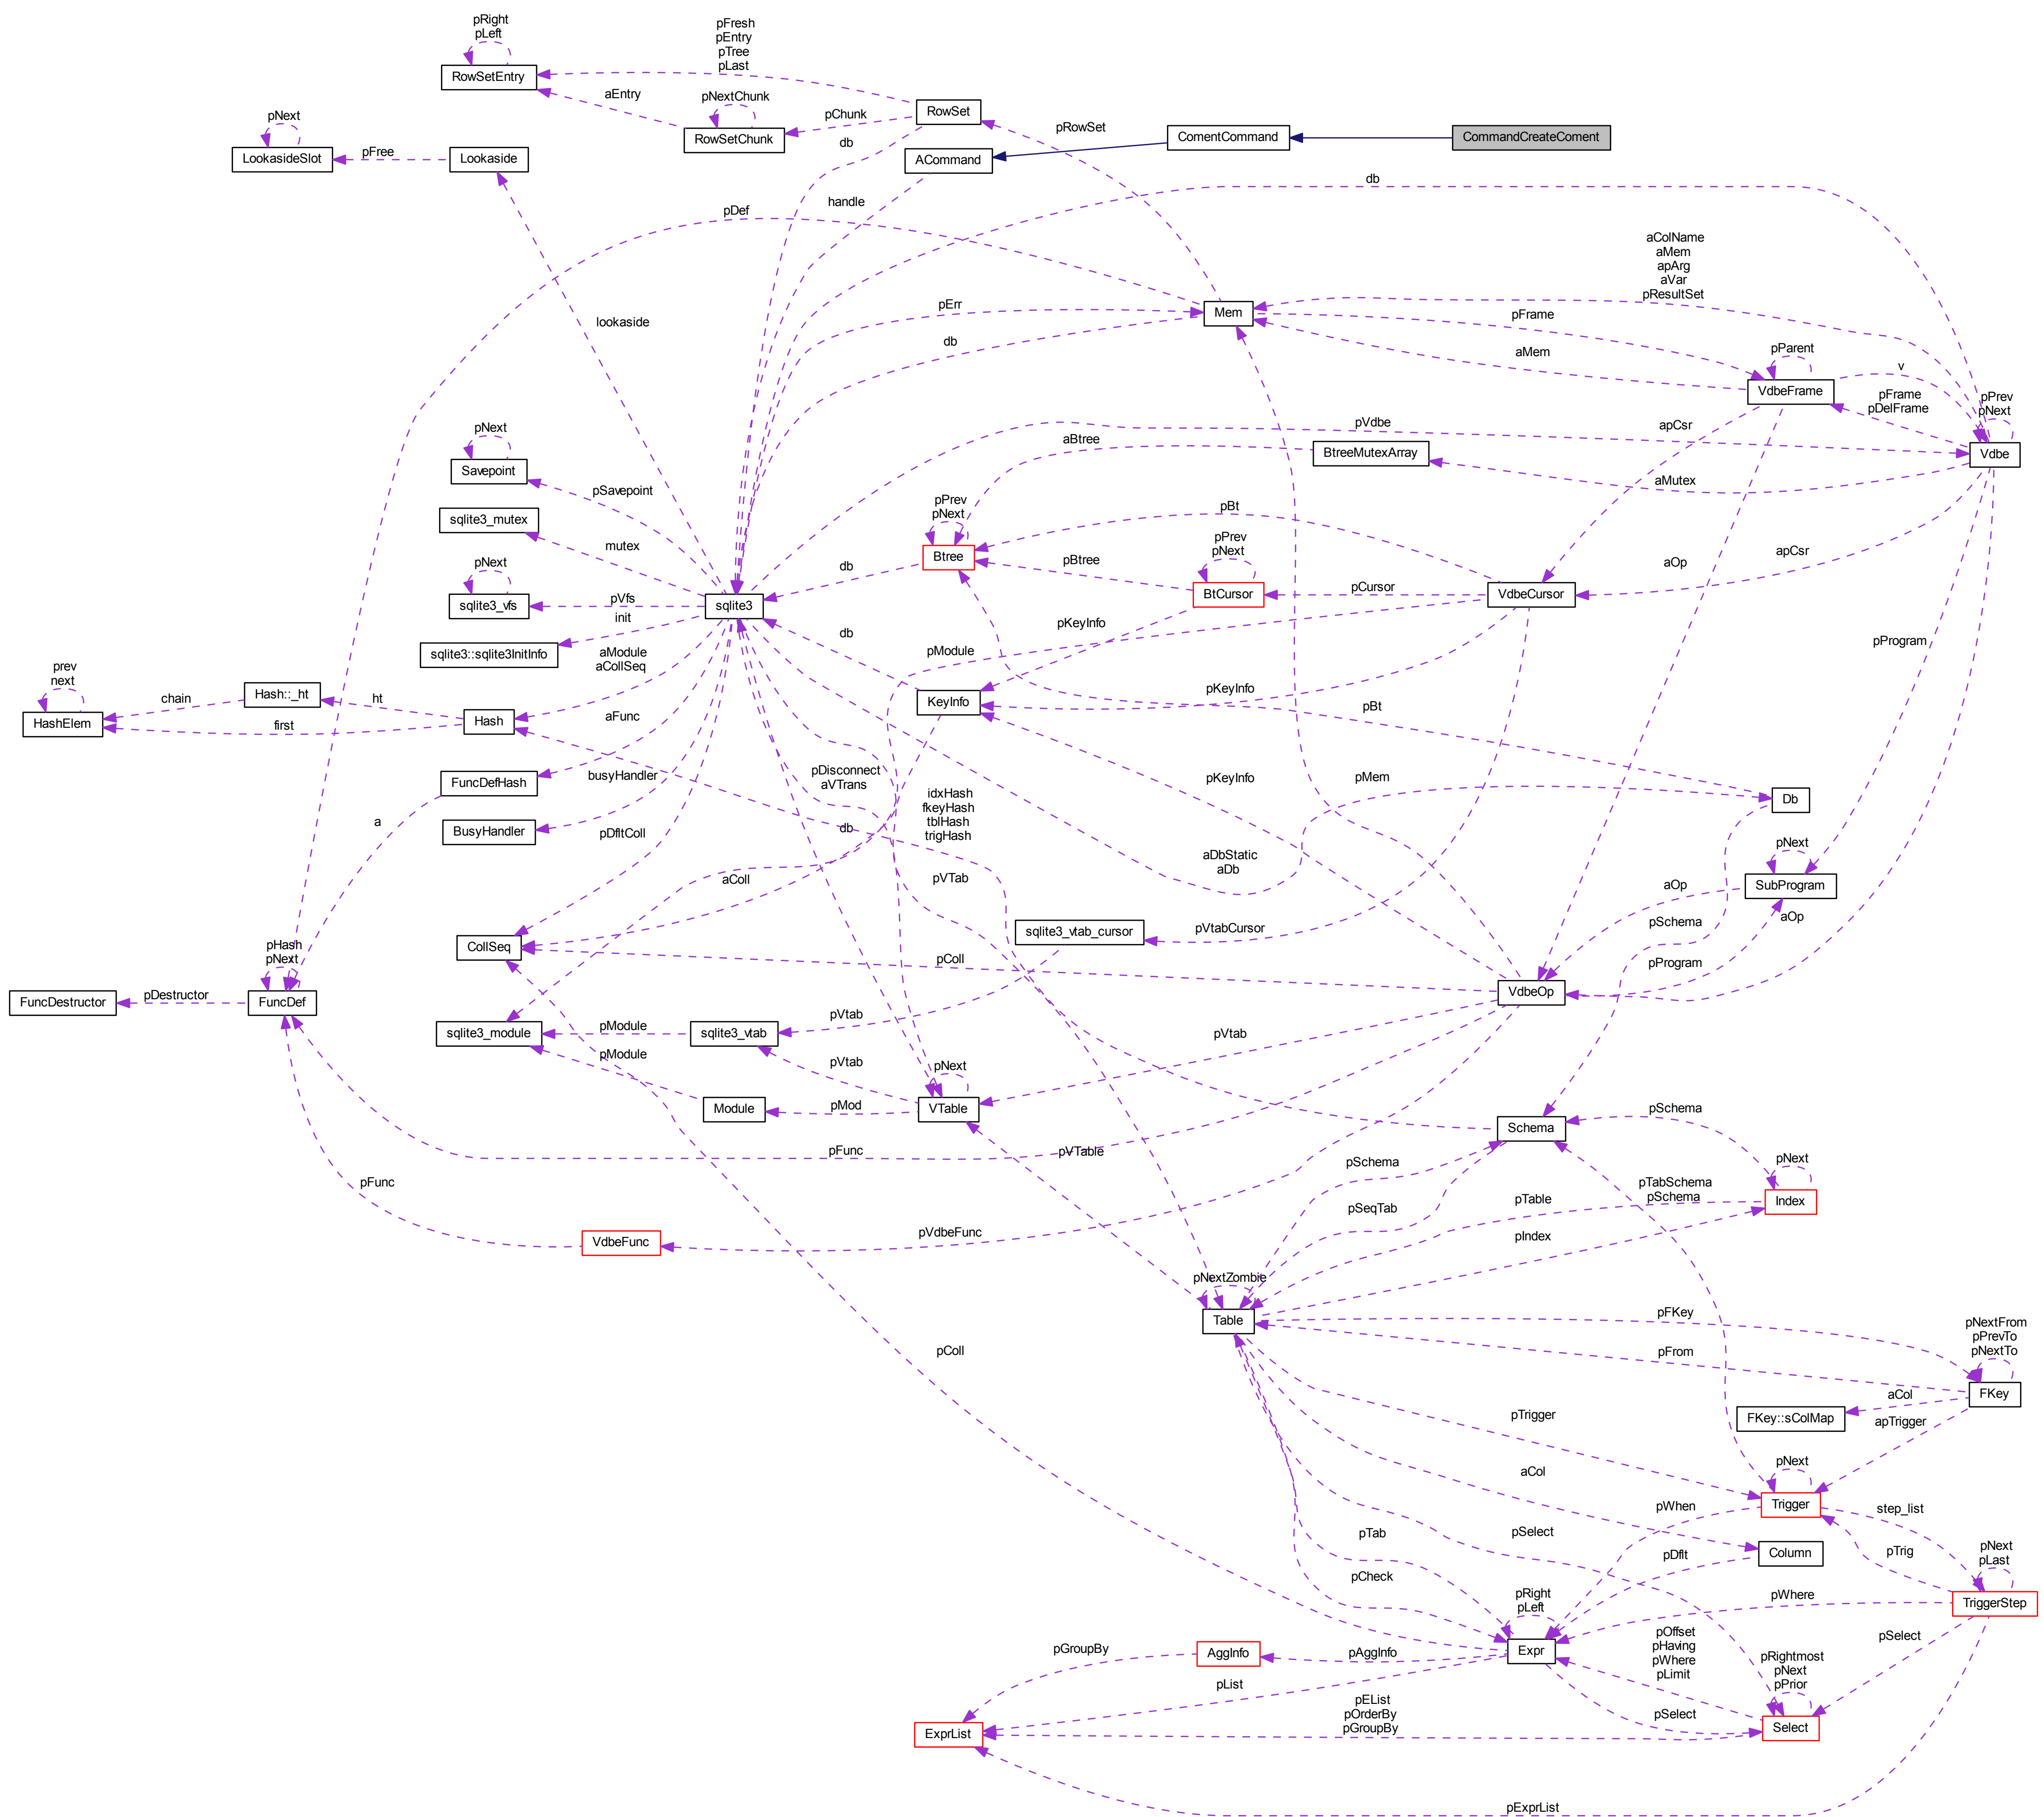 pRight
pLeft
RowSetEntry
pFresh
pEntry
pTree
pLast
aEntry
pNextChunk
RowSetChunk
pChunk
RowSet
pRowSet
ComentCommand
CommandCreateComent
pNext
LookasideSlot
pFree
Lookaside
db
ACommand
handle
db
pDef
aColName
aMem
apArg
aVar
pResultSet
lookaside
pErr
Mem
db
pFrame
aMem
pParent
VdbeFrame
v
pFrame
pDelFrame
pPrev
pNext
Vdbe
pVdbe
apCsr
pNext
Savepoint
pSavepoint
aBtree
BtreeMutexArray
aMutex
sqlite3_mutex
mutex
pPrev
pNext
Btree
pBt
pPrev
pNext
BtCursor
pBtree
db
aOp
apCsr
pNext
sqlite3_vfs
pVfs
sqlite3
pCursor
VdbeCursor
init
sqlite3::sqlite3InitInfo
pKeyInfo
db
pModule
pProgram
aModule
aCollSeq
prev
next
HashElem
chain
Hash::_ht
ht
first
Hash
KeyInfo
pKeyInfo
pBt
aFunc
FuncDefHash
busyHandler
pDisconnect
aVTrans
idxHash
fkeyHash
tblHash
trigHash
pKeyInfo
pMem
Db
a
BusyHandler
pDfltColl
db
aDbStatic
aDb
pNext
SubProgram
aColl
pVTab
aOp
pSchema
aOp
CollSeq
sqlite3_vtab_cursor
pVtabCursor
pColl
pProgram
pHash
pNext
FuncDef
FuncDestructor
pDestructor
VdbeOp
sqlite3_module
pModule
sqlite3_vtab
pVtab
pVtab
pModule
pVtab
pNext
VTable
Module
pMod
Schema
pSchema
pFunc
pVTable
pSchema
pNext
Index
pTabSchema
pSchema
pTable
pSeqTab
pFunc
VdbeFunc
pVdbeFunc
pIndex
pNextZombie
Table
pFKey
pNextFrom
pPrevTo
pNextTo
FKey
pFrom
pColl
aCol
FKey::sColMap
apTrigger
pTrigger
pNext
Trigger
aCol
pWhen
step_list
pTab
pSelect
Column
pDflt
pTrig
pNext
pLast
TriggerStep
pCheck
pRight
pLeft
Expr
pWhere
pOffset
pHaving
pWhere
pLimit
pSelect
pGroupBy
AggInfo
pAggInfo
pRightmost
pNext
pPrior
Select
pList
pEList
pOrderBy
pGroupBy
pSelect
ExprList
pExprList